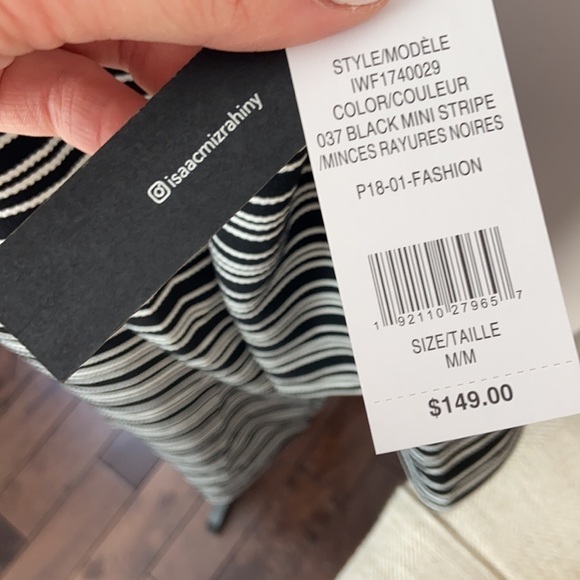 isaacmizrahiny
STYLE/MODÈLE
IWF1740029
COLOR/COULEUR
037 BLACK MINI STRIPE
/MINCES RAYURES NOIRES
P18-01-FASHION
1 92110 27965 7
SIZE/TAILLE
M/M
$149.00